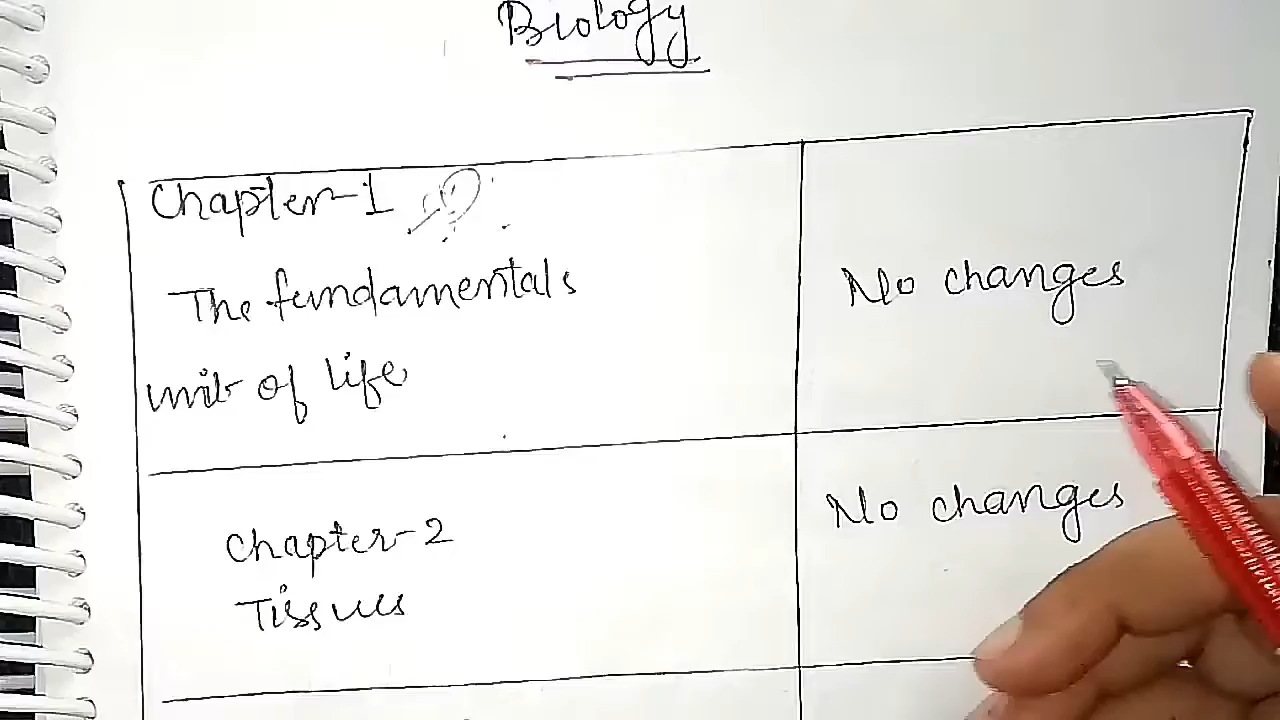 Biology
Chapter-1
The fundamentals
unit of life
No changes
Chapter-2
Tissues
No changes